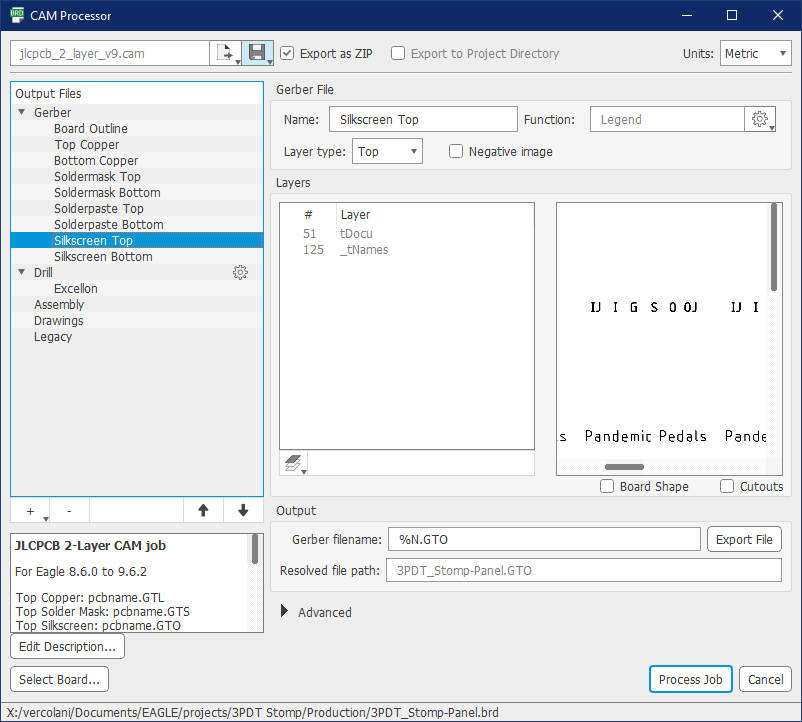 CAM Processor
jlcpcb_2_layer_v9.cam
Export as ZIP
Export to Project Directory
Units: Metric
Output Files
Gerber
Board Outline
Top Copper
Bottom Copper
Soldermask Top
Soldermask Bottom
Solderpaste Top
Solderpaste Bottom
Silkscreen Top
Silkscreen Bottom
Drill
Excellon
Assembly
Drawings
Legacy
+ -
JLCPCB 2-Layer CAM job
For Eagle 8.6.0 to 9.6.2
Top Copper: pcbname.GTL
Top Solder Mask: pcbname.GTS
Top Silkscreen: pcbname.GTO
Edit Description...
Select Board...
Gerber File
Name: Silkscreen Top Function: Legend
Layer type: Top Negative image
Layers
# Layer
51 tDocu
125 _tNames
IJ I G S O OJ IJ I
s Pandemic Pedals Pande
Board Shape Cutouts
Output
Gerber filename: %N.GTO Export File
Resolved file path: 3PDT_Stomp-Panel.GTO
Advanced
Process Job Cancel
X:/vercolani/Documents/EAGLE/projects/3PDT Stomp/Production/3PDT_Stomp-Panel.brd